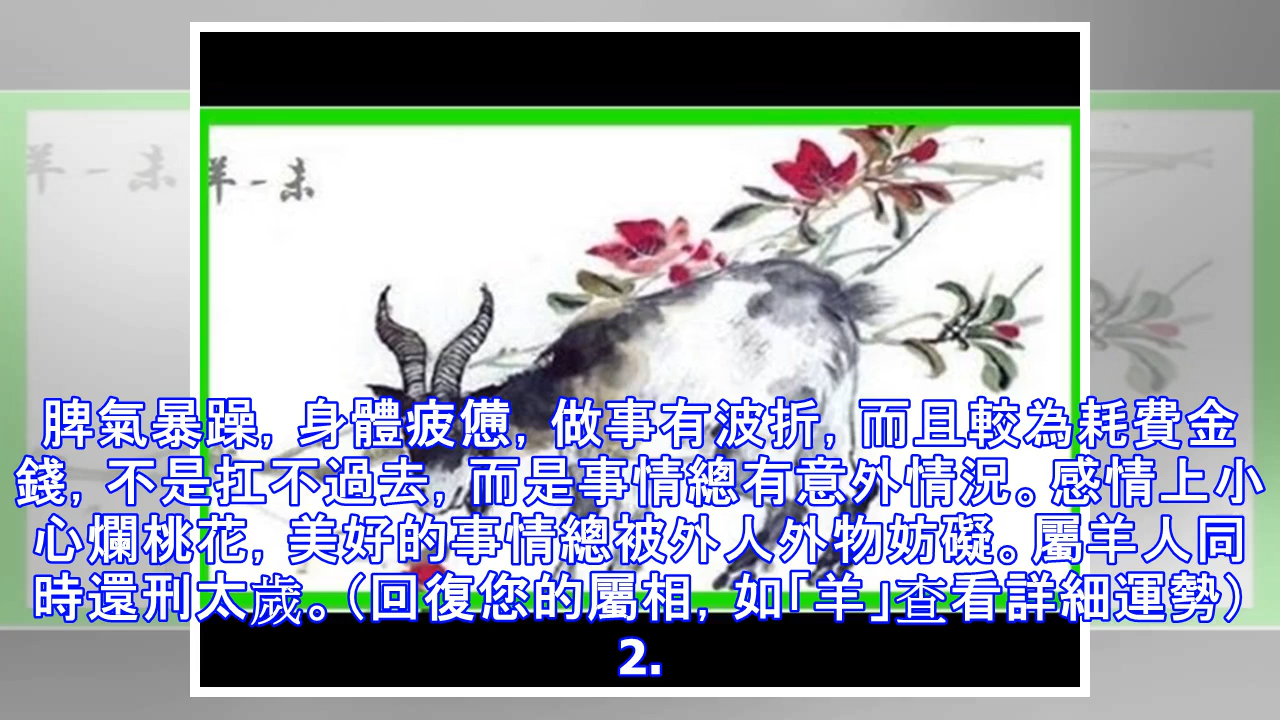 羊一未
羊一未
脾氣暴躁, 身體疲憊, 做事有波折, 而且較為耗費金
錢, 不是扛不過去, 而是事情總有意外情況。感情上小
心爛桃花, 美好的事情總被外人外物妨礙。屬羊人同
時還刑太歲。(回復您的屬相, 如「羊」查看詳細運勢)
2.